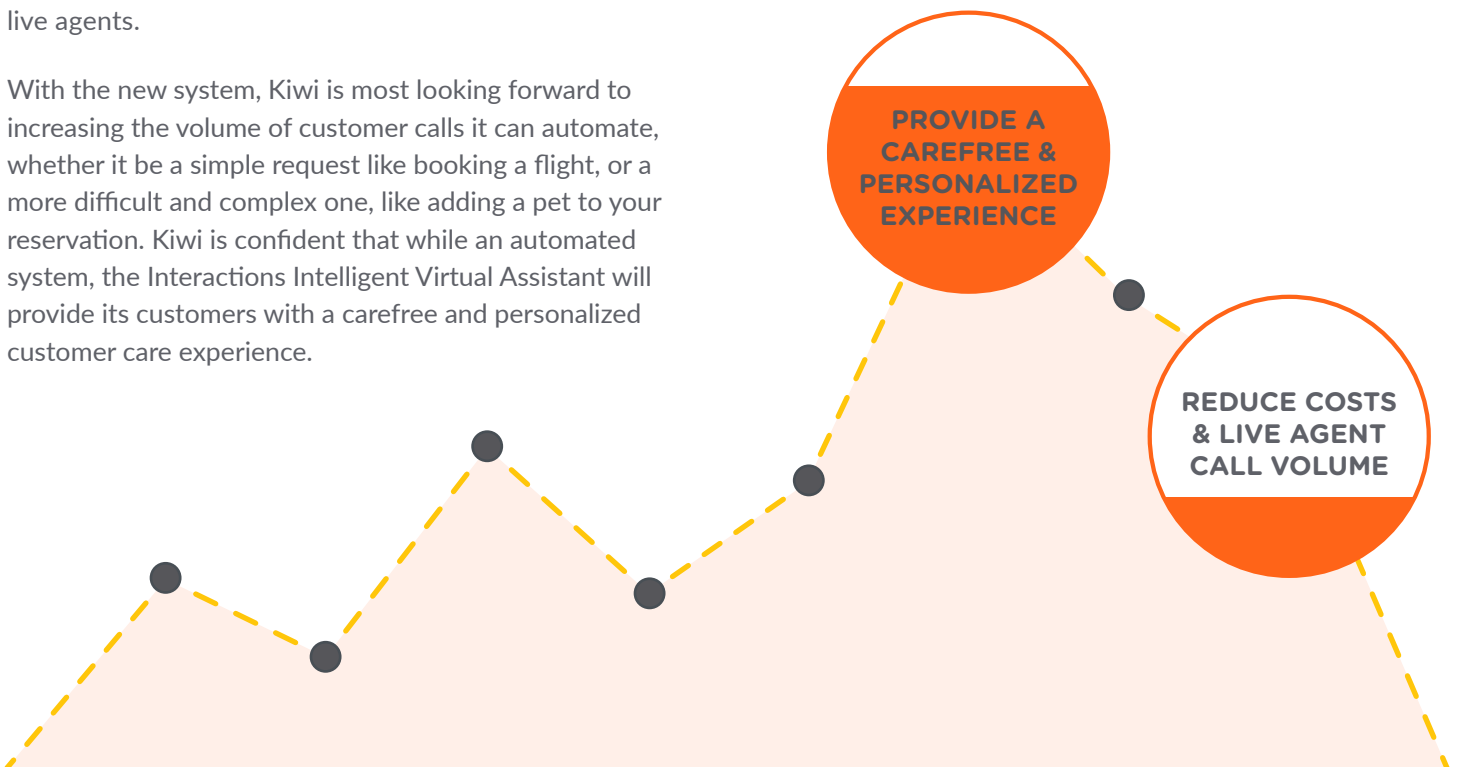 live agents.
With the new system, Kiwi is most looking forward to
increasing the volume of customer calls it can automate,
whether it be a simple request like booking a flight, or a
more difficult and complex one, like adding a pet to your
reservation. Kiwi is confident that while an automated
system, the Interactions Intelligent Virtual Assistant will
provide its customers with a carefree and personalized
customer care experience.
PROVIDE A
CAREFREE &
PERSONALIZED
EXPERIENCE
REDUCE COSTS
& LIVE AGENT
CALL VOLUME